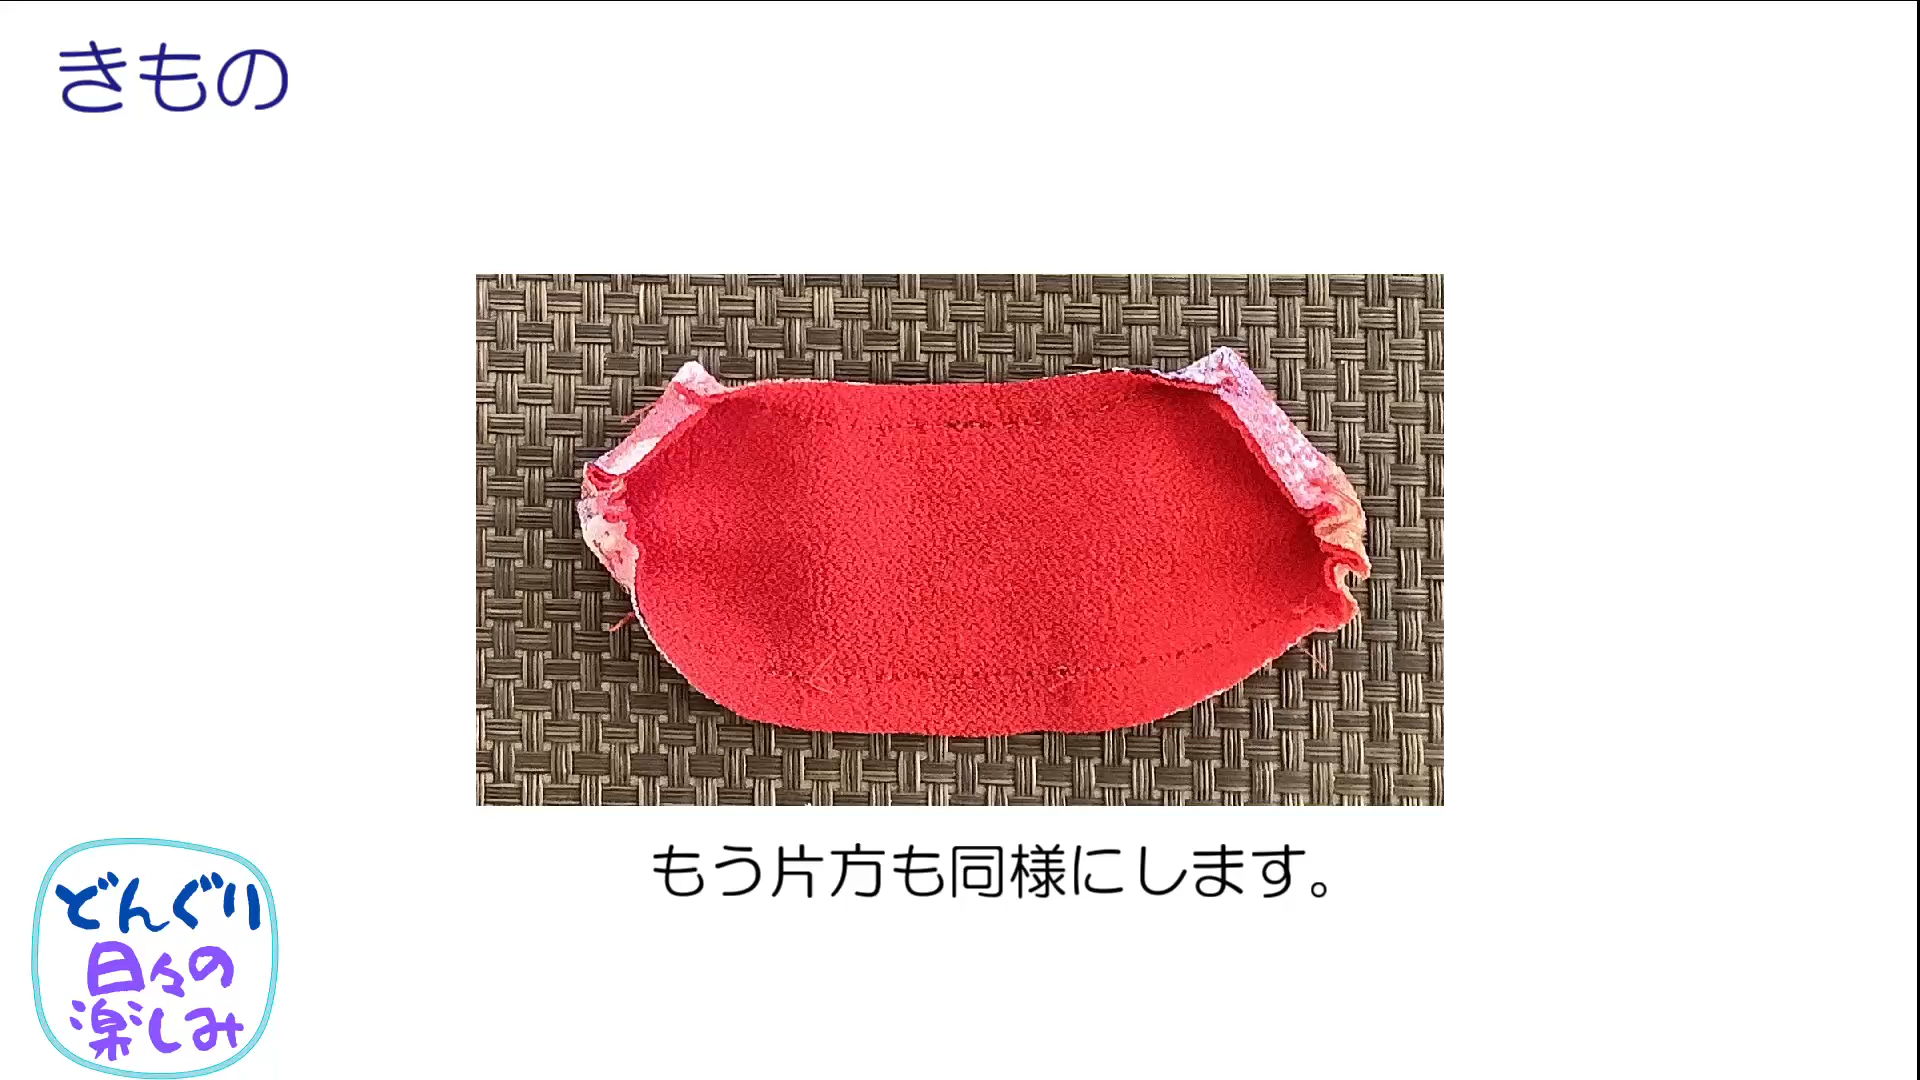 きもの
もう片方も同様にします。
どんぐり
日々の
楽しみ